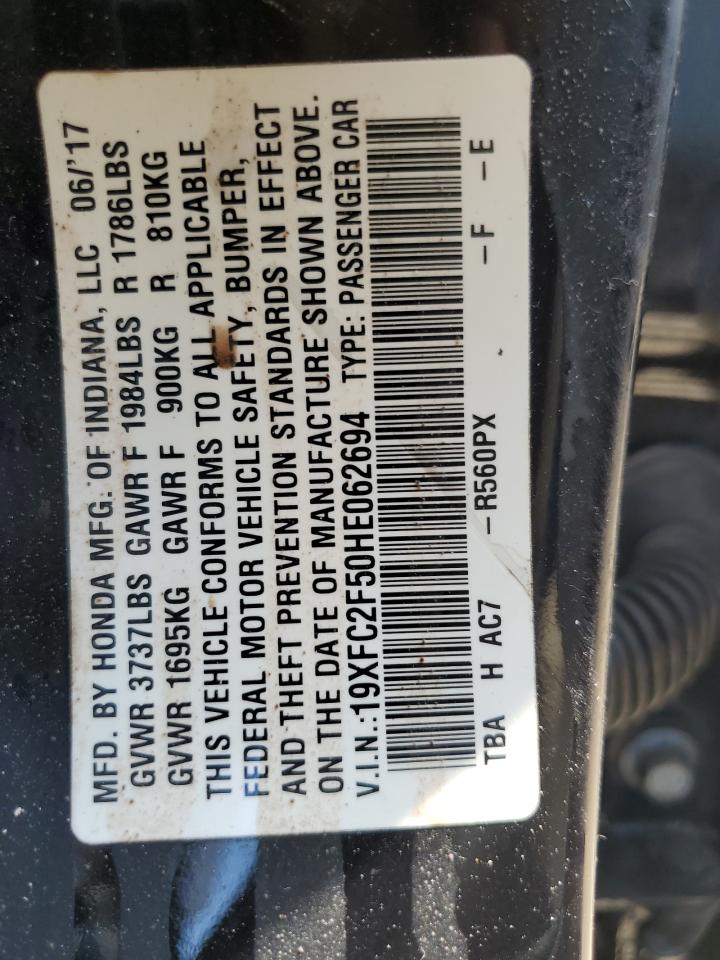 MFD. BY HONDA MFG. OF INDIANA, LLC 06/'17
GVWR 3737LBS GAWR F 1984LBS R 1786LBS
GVWR 1695KG GAWR F 900KG R 810KG
THIS VEHICLE CONFORMS TO ALL APPLICABLE
FEDERAL MOTOR VEHICLE SAFETY, BUMPER,
AND THEFT PREVENTION STANDARDS IN EFFECT
ON THE DATE OF MANUFACTURE SHOWN ABOVE.
V.I.N.:19XFC2F50HE062694 TYPE: PASSENGER CAR
TBA H AC7 -R560PX -F -E